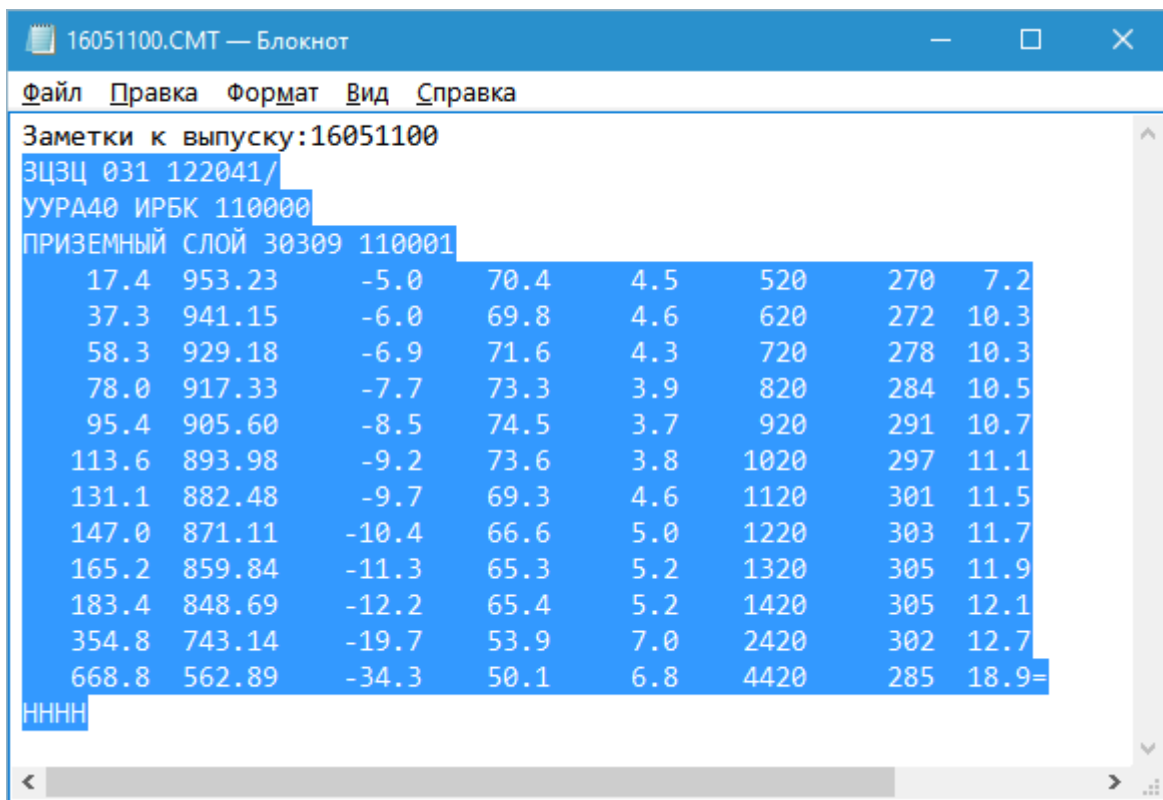 16051100.СМТ — Блокнот
Файл Правка Формат Вид Справка
Заметки к выпуску:16051100
ЗЦЗЦ 031 122041/
УУРА40 ИРБК 110000
ПРИЗЕМНЫЙ СЛОЙ 30309 110001
17.4 953.23 -5.0 70.4 4.5 520 270 7.2
37.3 941.15 -6.0 69.8 4.6 620 272 10.3
58.3 929.18 -6.9 71.6 4.3 720 278 10.3
78.0 917.33 -7.7 73.3 3.9 820 284 10.5
95.4 905.60 -8.5 74.5 3.7 920 291 10.7
113.6 893.98 -9.2 73.6 3.8 1020 297 11.1
131.1 882.48 -9.7 69.3 4.6 1120 301 11.5
147.0 871.11 -10.4 66.6 5.0 1220 303 11.7
165.2 859.84 -11.3 65.3 5.2 1320 305 11.9
183.4 848.69 -12.2 65.4 5.2 1420 305 12.1
354.8 743.14 -19.7 53.9 7.0 2420 302 12.7
668.8 562.89 -34.3 50.1 6.8 4420 285 18.9=
НННН